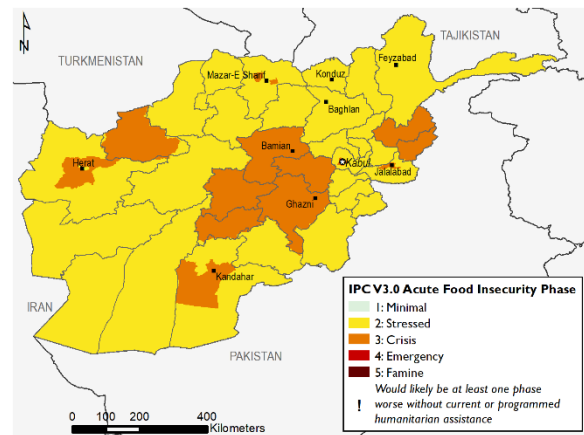 N
TAJIKISTAN
TURKMENISTAN
Feyzabad
Mazar-E Sharif
Konduz
Baghlan
Bamian
Kabul
Herat
Jalalabad
Ghazni
Kandahar
IRAN
PAKISTAN
IPC V3.0 Acute Food Insecurity Phase
1: Minimal
2: Stressed
3: Crisis
4: Emergency
5: Famine
Would likely be at least one phase
! worse without current or programmed
humanitarian assistance
0 100 200 400
Kilometers